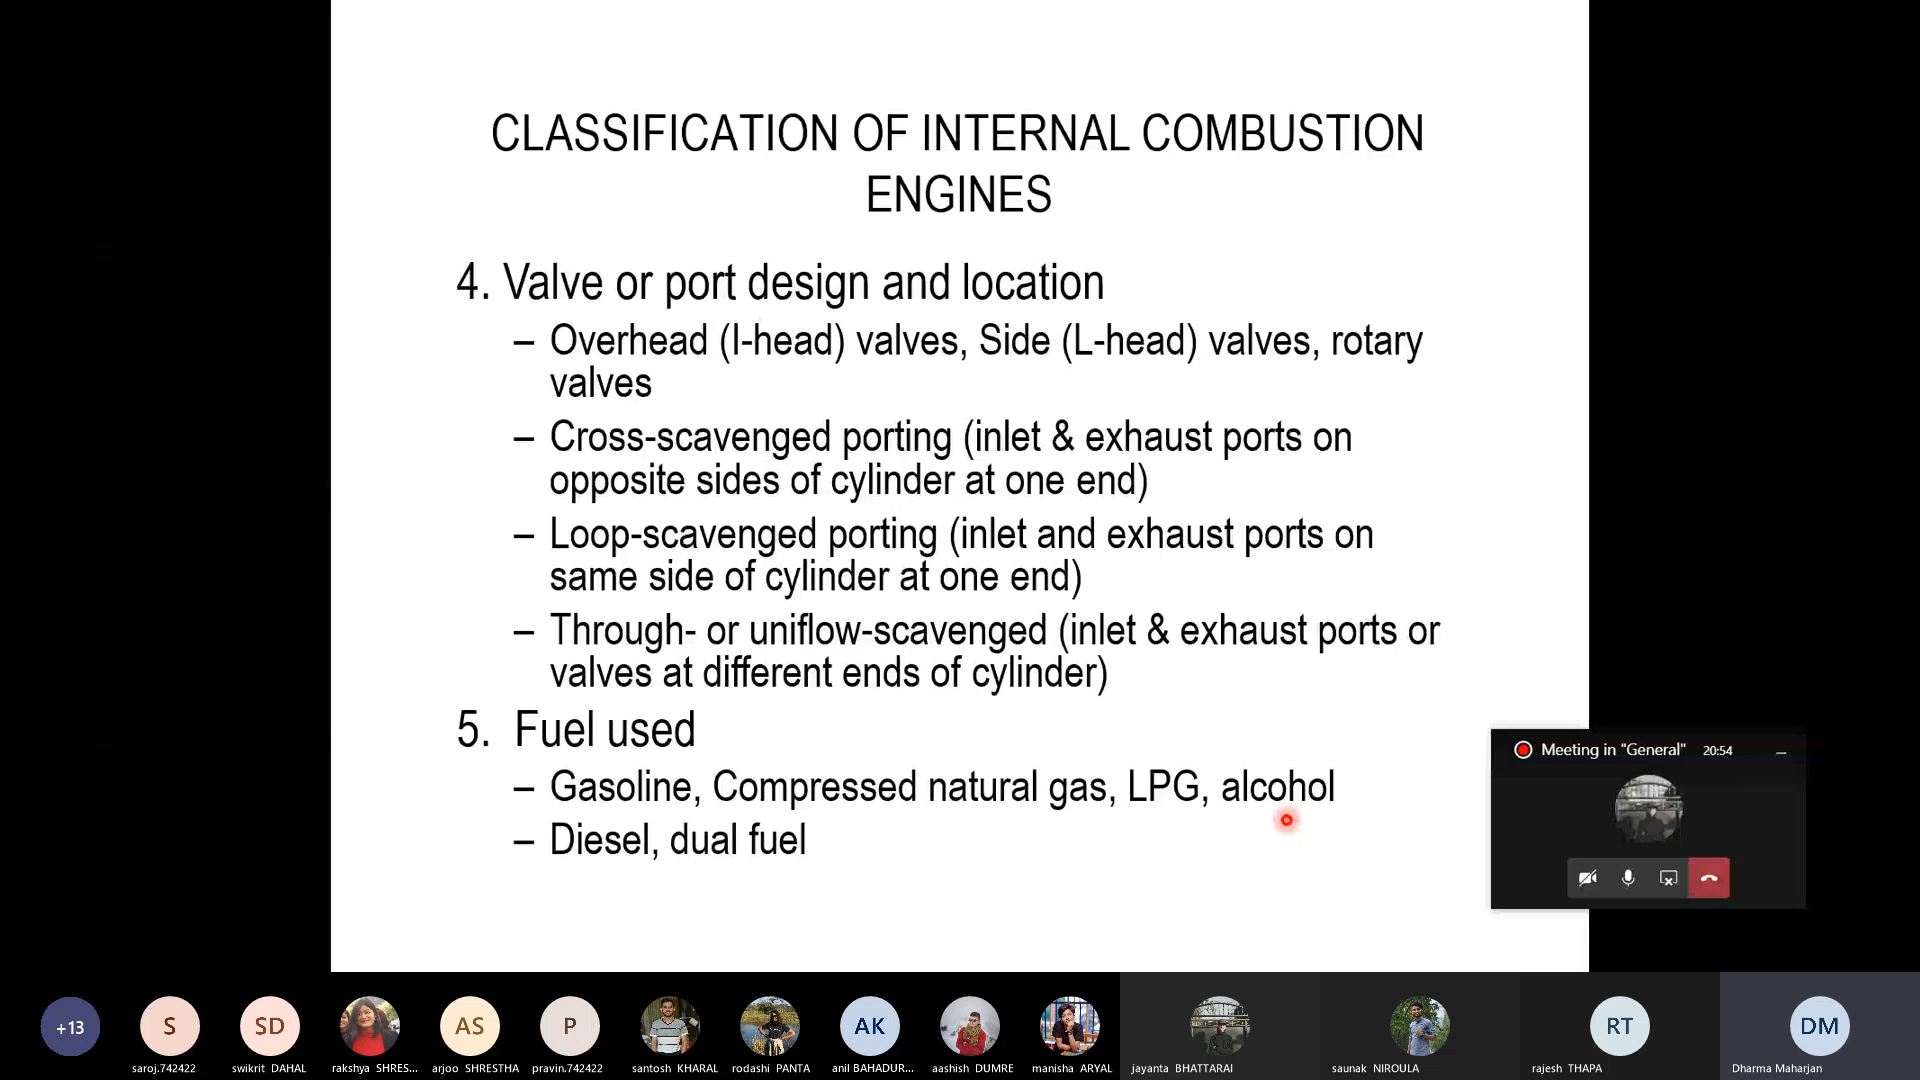 CLASSIFICATION OF INTERNAL COMBUSTION
ENGINES
4. Valve or port design and location
– Overhead (I-head) valves, Side (L-head) valves, rotary
valves
– Cross-scavenged porting (inlet & exhaust ports on
opposite sides of cylinder at one end)
– Loop-scavenged porting (inlet and exhaust ports on
same side of cylinder at one end)
– Through- or uniflow-scavenged (inlet & exhaust ports or
valves at different ends of cylinder)
5. Fuel used
– Gasoline, Compressed natural gas, LPG, alcohol
– Diesel, dual fuel
Meeting in "General" 20:54
+13 S SD AS P AK RT DM
saroj.742422 swikrit DAHAL rakshya SHRES... arjoo SHRESTHA pravin.742422 santosh KHARAL rodashi PANTA anil BAHADUR... aashish DUMRE manisha ARYAL jayanta BHATTARAI saunak NIROULA rajesh THAPA Dharma Maharjan